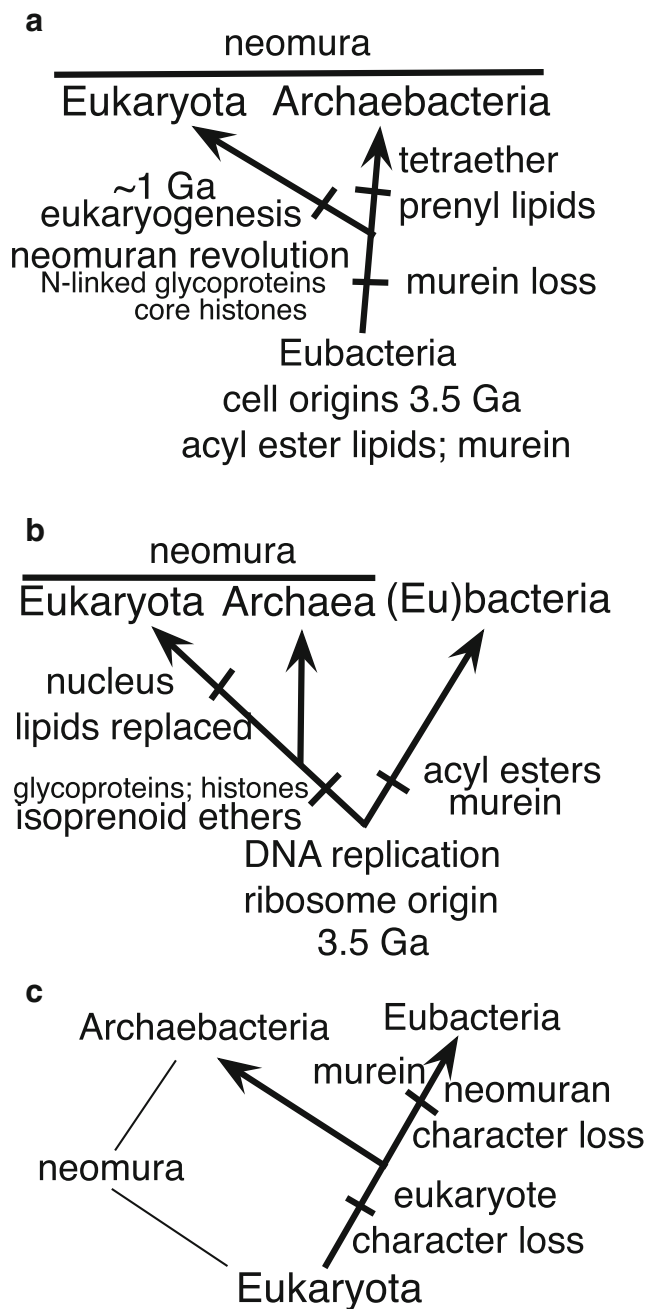 a
neomura
Eukaryota Archaebacteria
tetraether
prenyl lipids
~1 Ga
eukaryogenesis
neomuran revolution
N-linked glycoproteins
core histones
murein loss
Eubacteria
cell origins 3.5 Ga
acyl ester lipids; murein
b
neomura
Eukaryota Archaea (Eu)bacteria
nucleus
lipids replaced
glycoproteins; histones
isoprenoid ethers
acyl esters
murein
DNA replication
ribosome origin
3.5 Ga
c
Archaebacteria
Eubacteria
murein
neomuran
character loss
neomura
eukaryote
character loss
Eukaryota